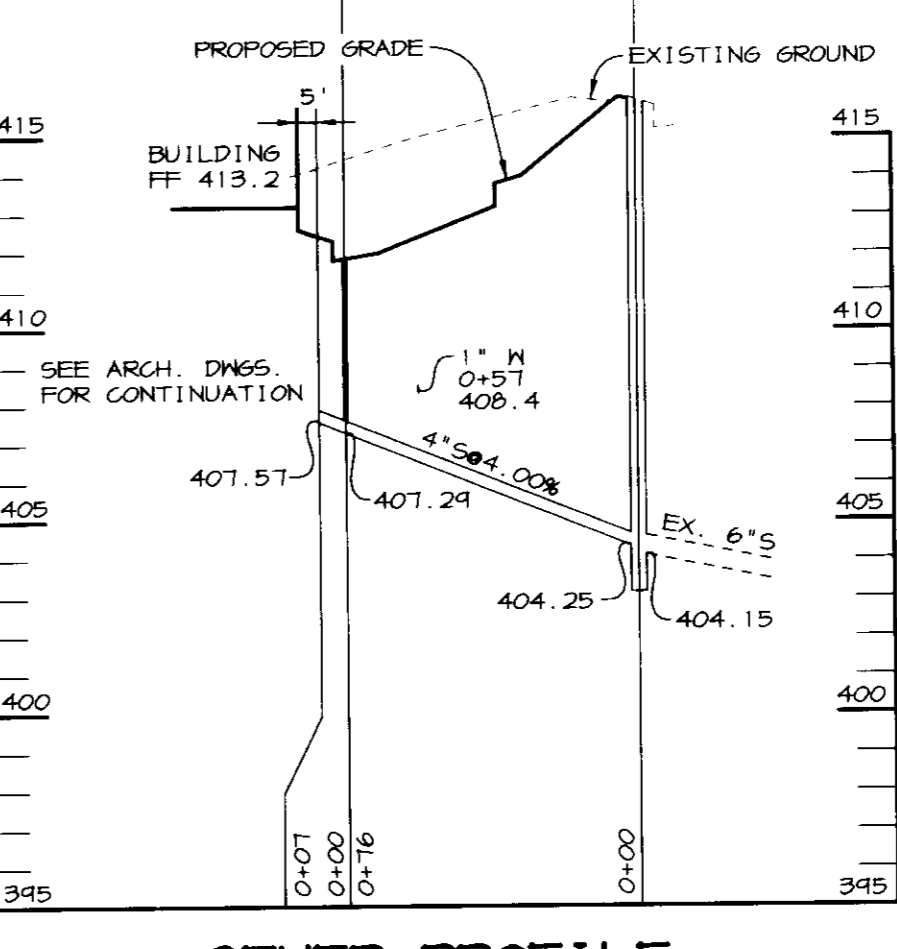 PROPOSED GRADE
EXISTING GROUND
5'
415
415
BUILDING
FF 413.2
410
410
SEE ARCH. DWGS.
FOR CONTINUATION
1" W
0+57
408.4
4"S@4.00%
407.57
407.29
405
405
EX. 6"S
404.25
404.15
400
400
0+07
0+00
0+76
0+00
395
395
SEWER PROFILE